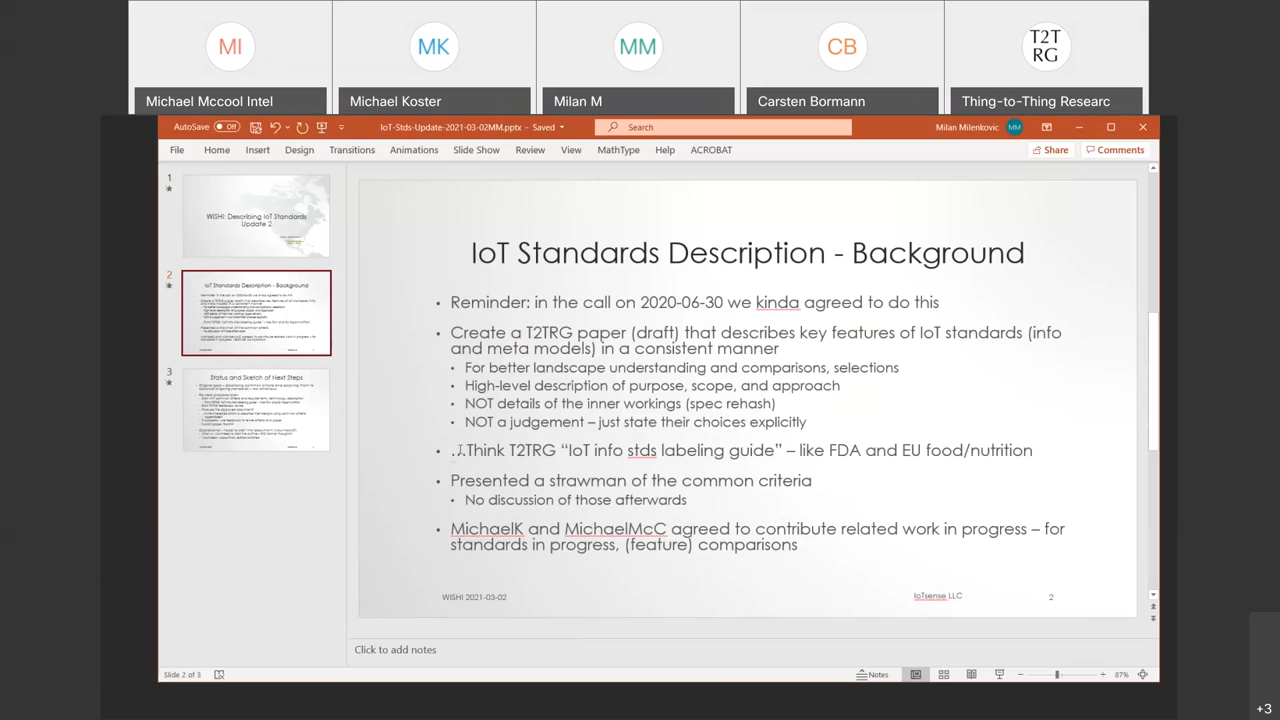 MI
MK
MM
CB
T2T
RG
Michael Mccool Intel
Michael Koster
Milan M
Carsten Bormann
Thing-to-Thing Researc
AutoSave Off
IoT-Stds-Update-2021-03-02MM.pptx - Saved
Search
Milan Milenkovic MM
File Home Insert Design Transitions Animations Slide Show Review View MathType Help ACROBAT
Share Comments
1
WISHI: Describing IoT Standards
Update 2
2
IoT Standards Description - Background
3
Status and Sketch of Next Steps
IoT Standards Description - Background
• Reminder: in the call on 2020-06-30 we kinda agreed to do this
• Create a T2TRG paper (draft) that describes key features of IoT standards (info
and meta models) in a consistent manner
• For better landscape understanding and comparisons, selections
• High-level description of purpose, scope, and approach
• NOT details of the inner workings (spec rehash)
• NOT a judgement – just state their choices explicitly
• …Think T2TRG “IoT info stds labeling guide” – like FDA and EU food/nutrition
• Presented a strawman of the common criteria
• No discussion of those afterwards
• MichaelK and MichaelMcC agreed to contribute related work in progress – for
standards in progress, (feature) comparisons
WISHI 2021-03-02
IoTsense LLC
2
Click to add notes
Slide 2 of 3
Notes
87%
+3